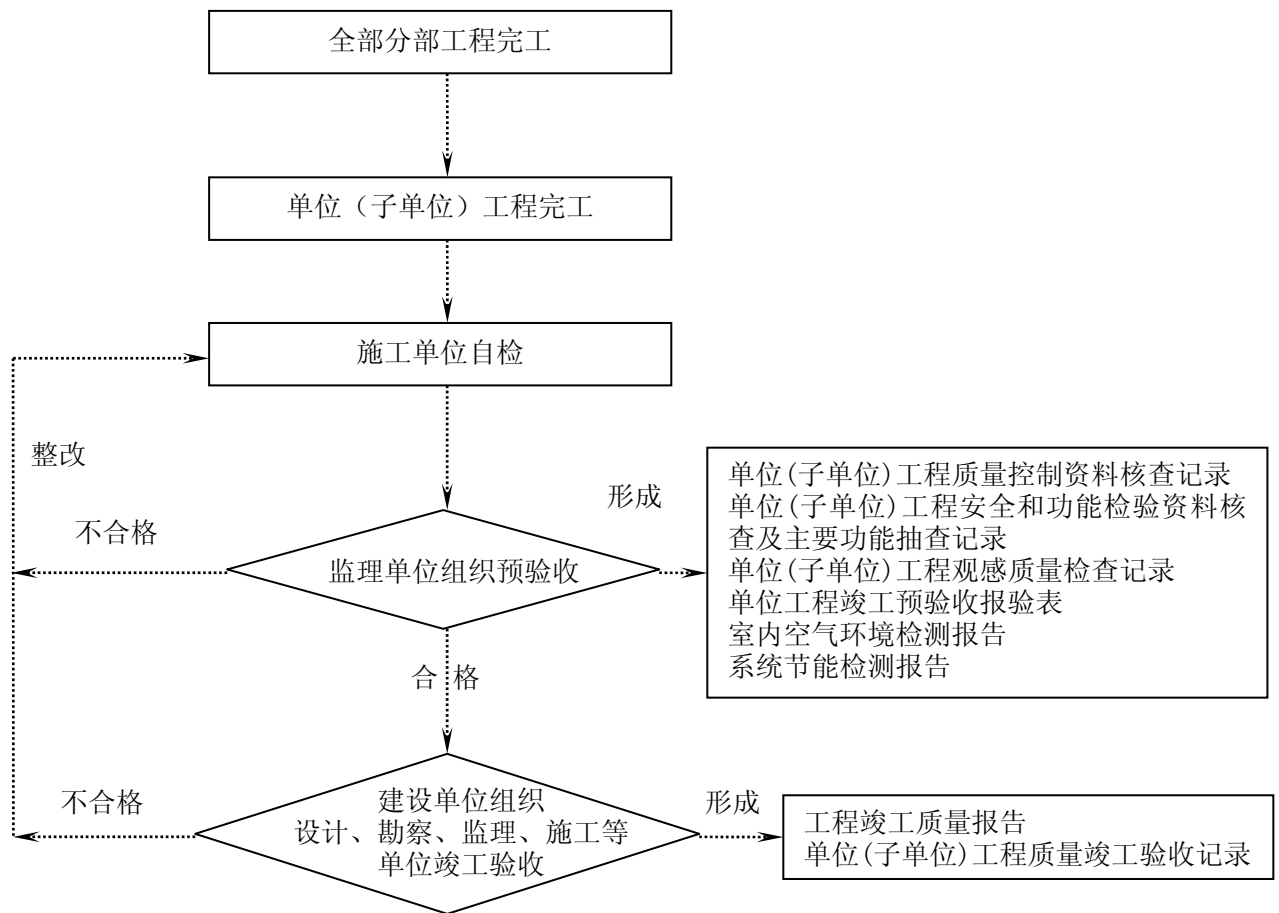 全部分部工程完工
单位（子单位）工程完工
施工单位自检
整改
形成
不合格
监理单位组织预验收
单位(子单位)工程质量控制资料核查记录
单位(子单位)工程安全和功能检验资料核
查及主要功能抽查记录
单位(子单位)工程观感质量检查记录
单位工程竣工预验收报验表
室内空气环境检测报告
系统节能检测报告
合格
不合格
建设单位组织
设计、勘察、监理、施工等
单位竣工验收
形成
工程竣工质量报告
单位(子单位)工程质量竣工验收记录